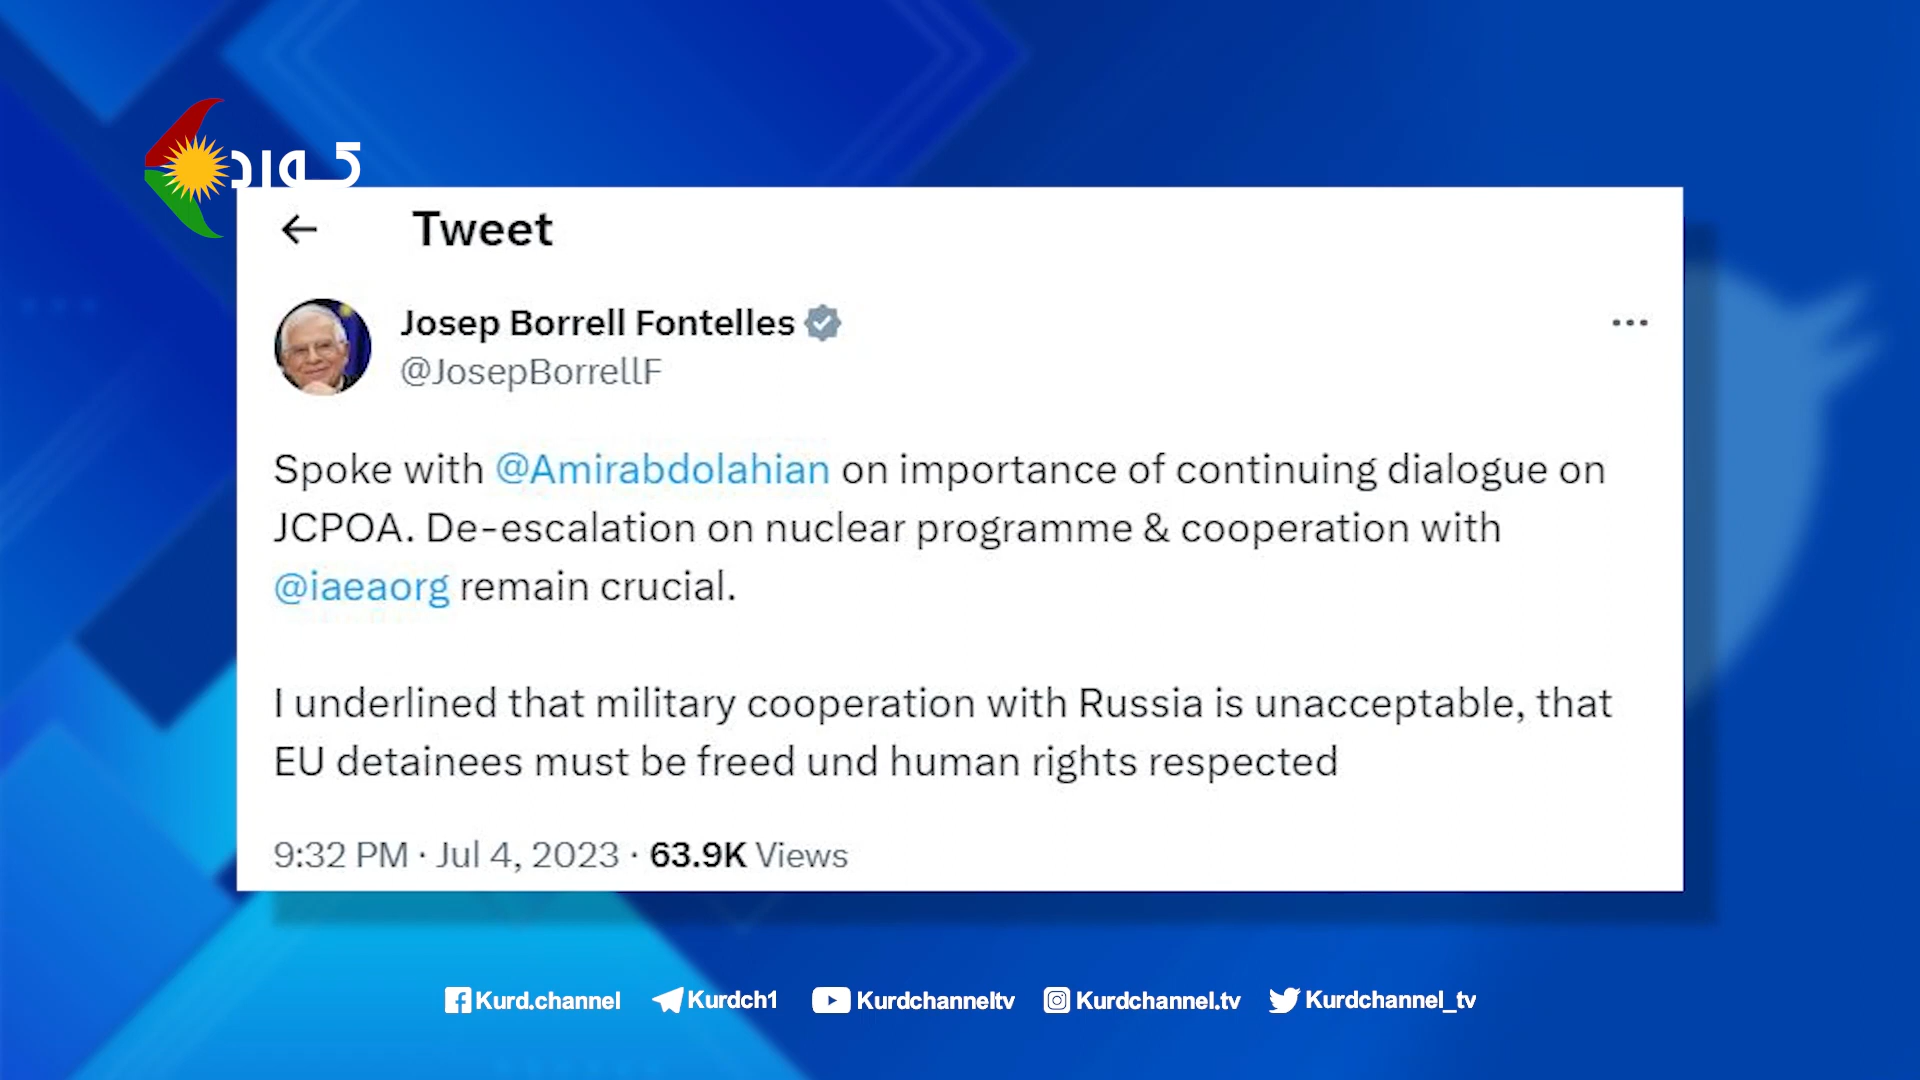 کورد
Tweet
Josep Borrell Fontelles
@JosepBorrellF
Spoke with @Amirabdolahian on importance of continuing dialogue on
JCPOA. De-escalation on nuclear programme & cooperation with
@iaeaorg remain crucial.
I underlined that military cooperation with Russia is unacceptable, that
EU detainees must be freed und human rights respected
9:32 PM · Jul 4, 2023 · 63.9K Views
Kurd.channel Kurdch1 Kurdchanneltv Kurdchannel.tv Kurdchannel_tv